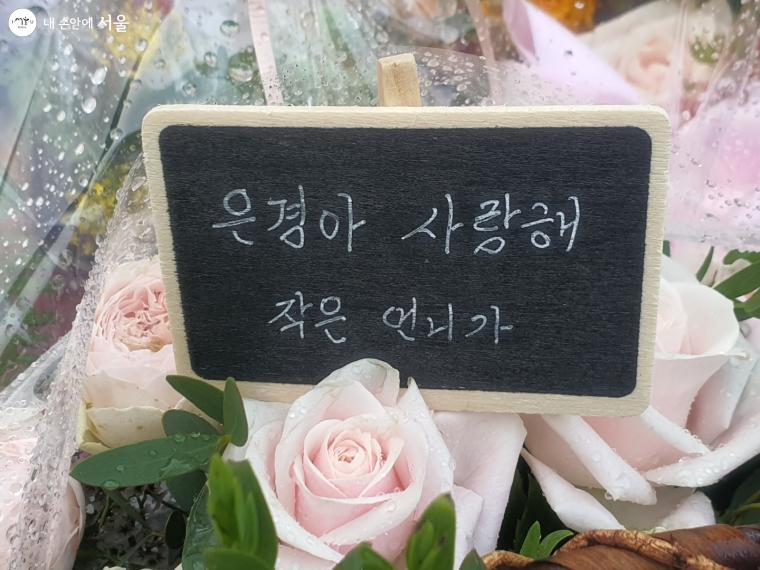 내 손안에 서울
은경아 사랑해
작은 언니가